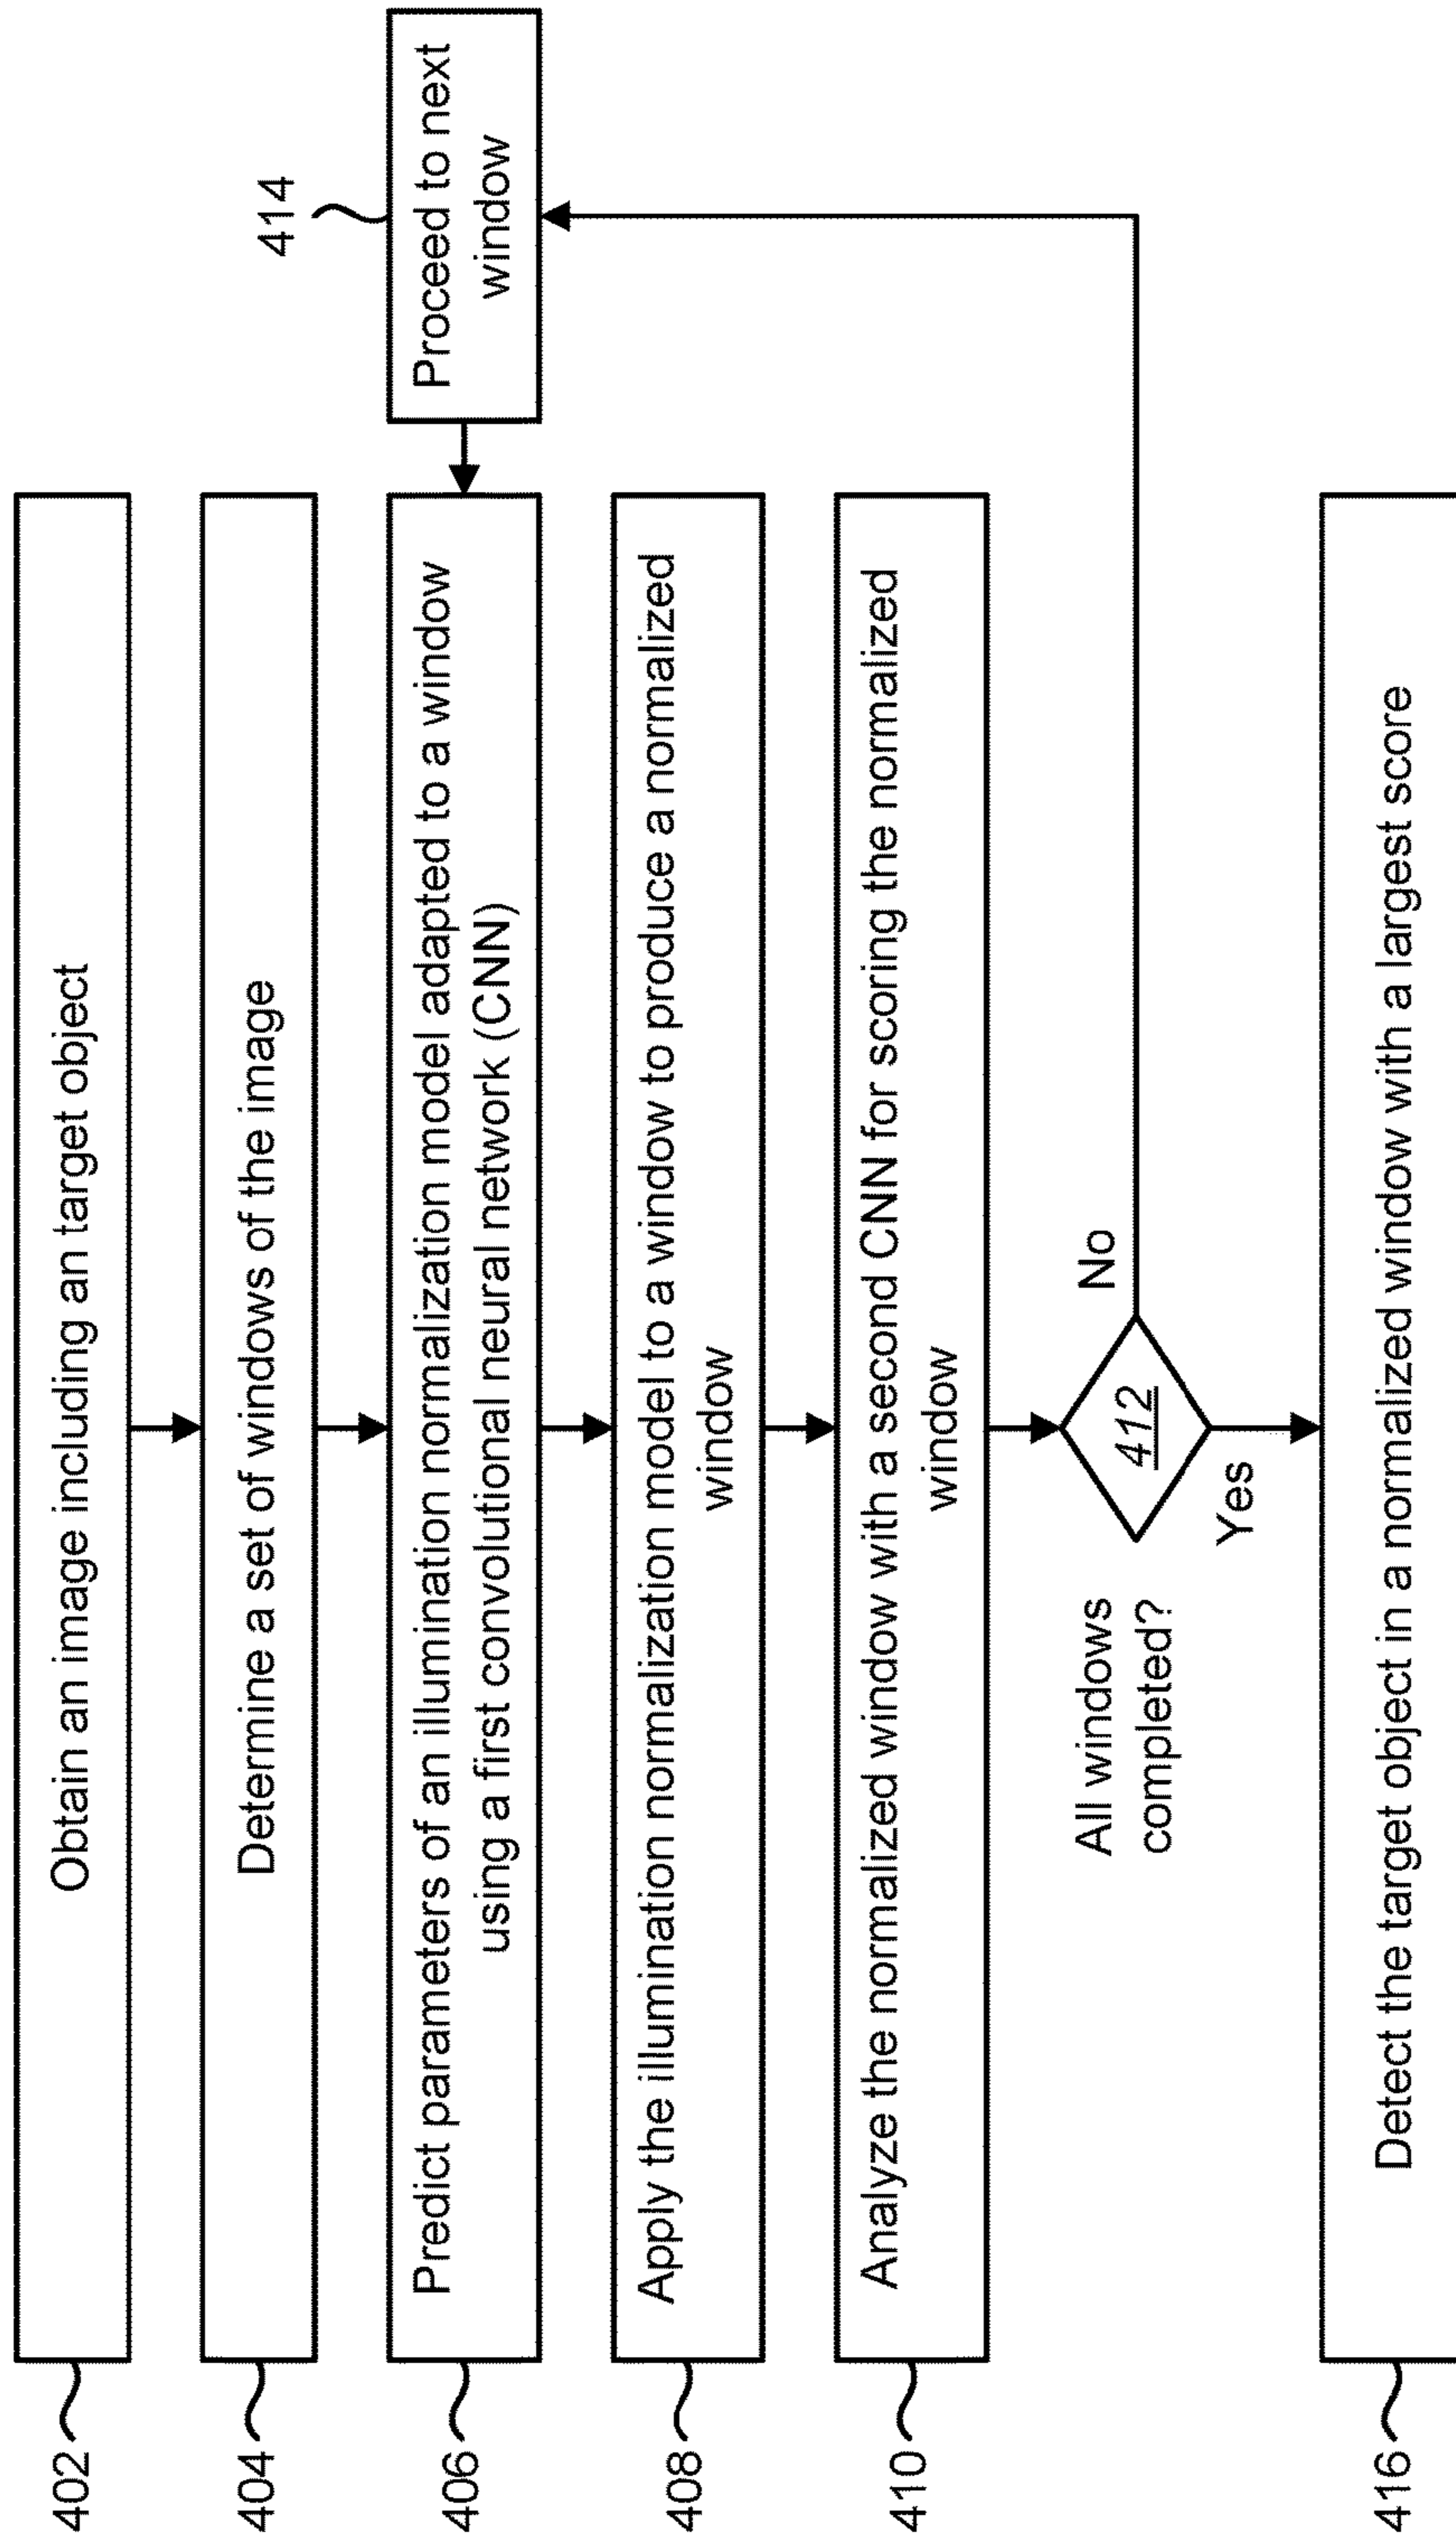 402
Obtain an image including an target object
404
Determine a set of windows of the image
406
Predict parameters of an illumination normalization model adapted to a window
using a first convolutional neural network (CNN)
414
Proceed to next
window
408
Apply the illumination normalization model to a window to produce a normalized
window
410
Analyze the normalized window with a second CNN for scoring the normalized
window
All windows
completed?
412
No
Yes
416
Detect the target object in a normalized window with a largest score